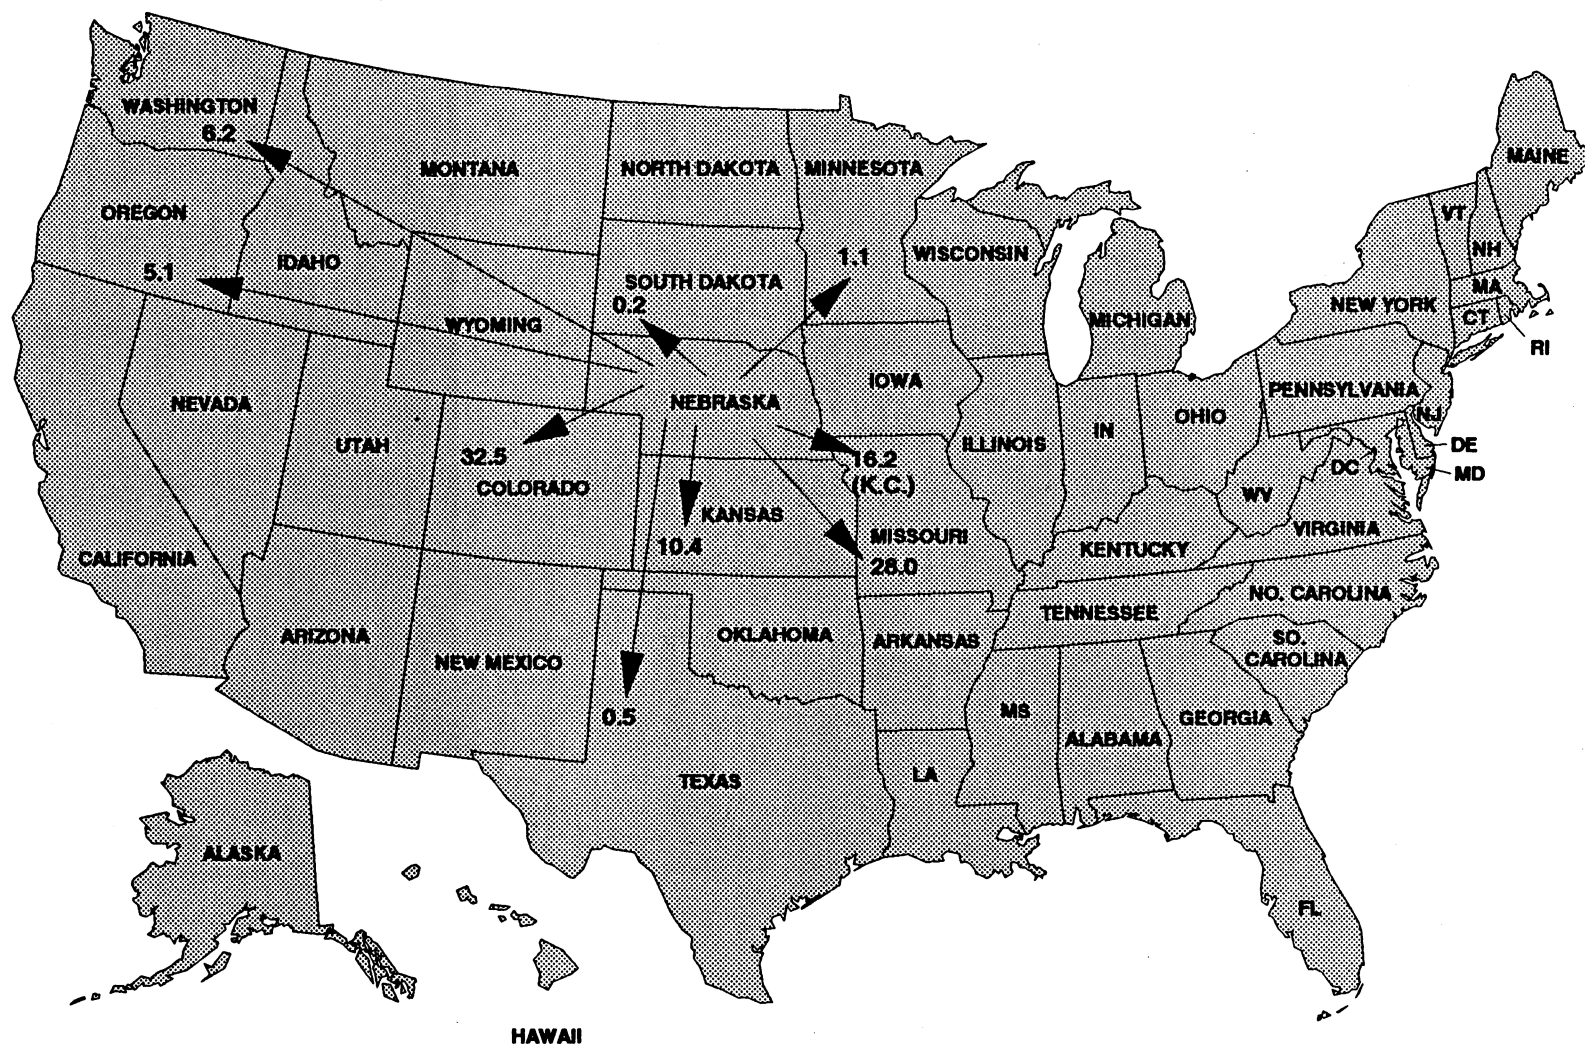 WASHINGTON
6.2
MONTANA
NORTH DAKOTA
MINNESOTA
MAINE
OREGON
VT
IDAHO
5.1
SOUTH DAKOTA
0.2
1.1
WISCONSIN
NH
MA
NEW YORK
CT
RI
WYOMING
MICHIGAN
NEVADA
NEBRASKA
IOWA
PENNSYLVANIA
NJ
UTAH
32.5
COLORADO
16.2
(K.C.)
ILLINOIS
IN
OHIO
DE
MD
DC
WV
VIRGINIA
CALIFORNIA
KANSAS
10.4
MISSOURI
28.0
KENTUCKY
NO. CAROLINA
ARIZONA
NEW MEXICO
OKLAHOMA
ARKANSAS
TENNESSEE
SO.
CAROLINA
0.5
TEXAS
LA
MS
ALABAMA
GEORGIA
ALASKA
FL
HAWAII